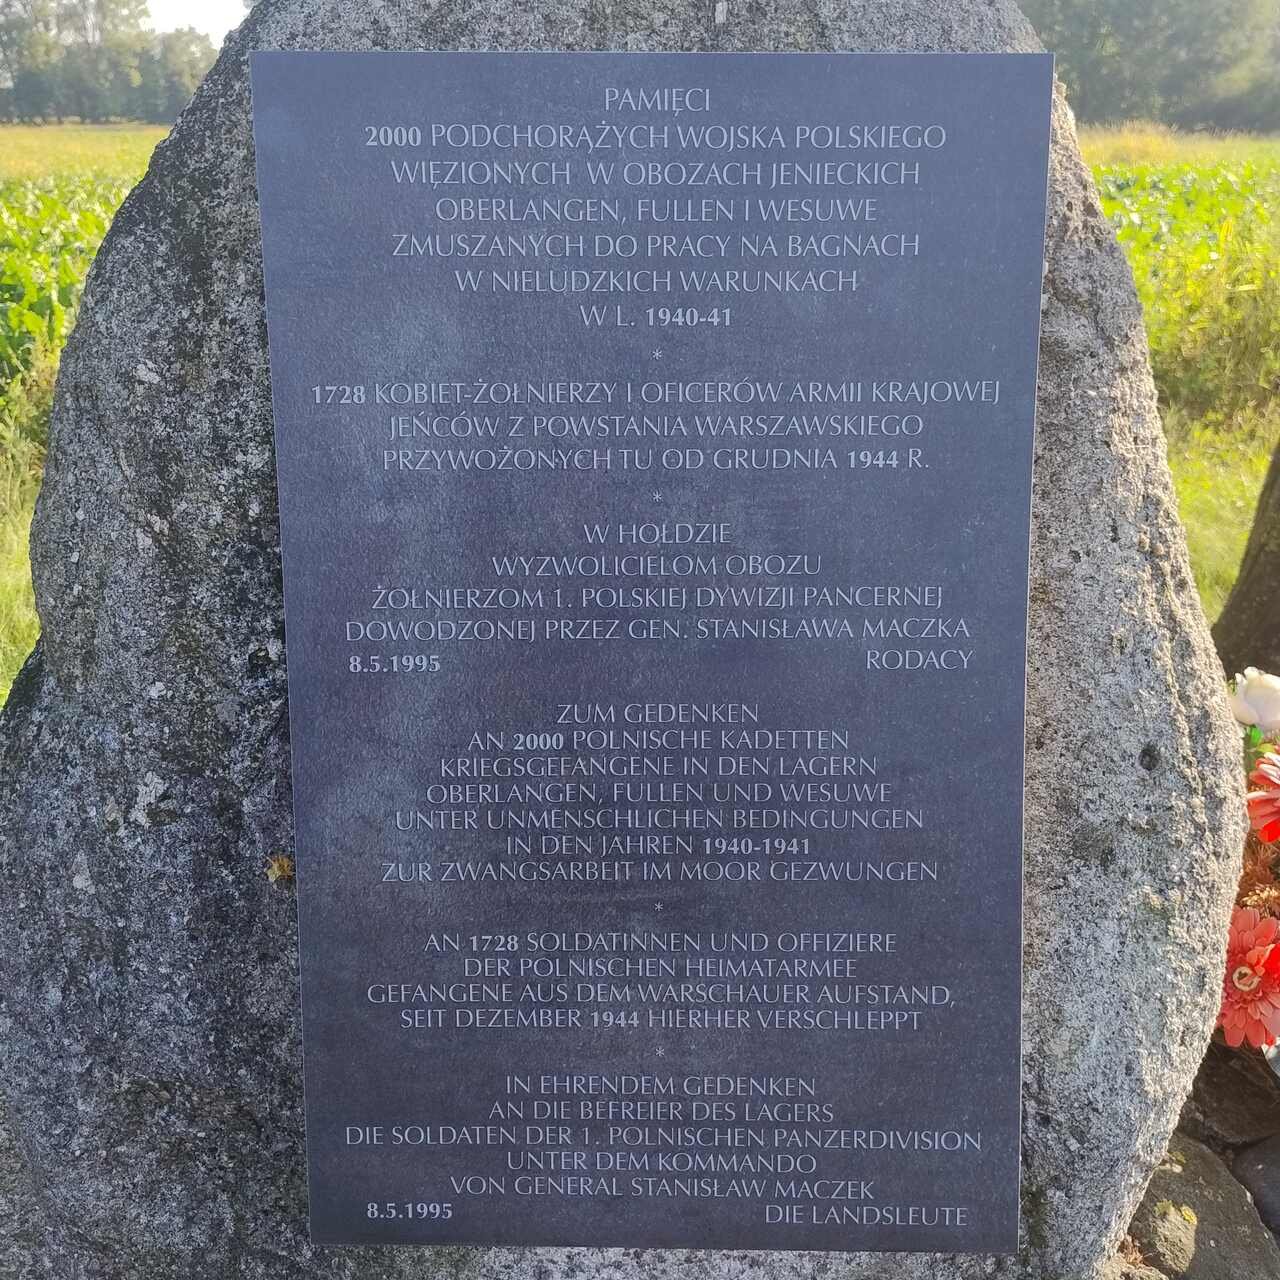 PAMIĘCI
2000 PODCHORĄŻYCH WOJSKA POLSKIEGO
WIĘZIONYCH W OBOZACH JENIECKICH
OBERLANGEN, FULLEN I WESUWE
ZMUSZANYCH DO PRACY NA BAGNACH
W NIELUDZKICH WARUNKACH
W L. 1940-41
*
1728 KOBIET-ŻOŁNIERZY I OFICERÓW ARMII KRAJOWEJ
JEŃCÓW Z POWSTANIA WARSZAWSKIEGO
PRZYWOŻONYCH TU OD GRUDNIA 1944 R.
*
W HOŁDZIE
WYZWOLICIELOM OBOZU
ŻOŁNIERZOM 1. POLSKIEJ DYWIZJI PANCERNEJ
DOWODZONEJ PRZEZ GEN. STANISŁAWA MACZKA
8.5.1995 RODACY
ZUM GEDENKEN
AN 2000 POLNISCHE KADETTEN
KRIEGSGEFANGENE IN DEN LAGERN
OBERLANGEN, FULLEN UND WESUWE
UNTER UNMENSCHLICHEN BEDINGUNGEN
IN DEN JAHREN 1940-1941
ZUR ZWANGSARBEIT IM MOOR GEZWUNGEN
*
AN 1728 SOLDATINNEN UND OFFIZIERE
DER POLNISCHEN HEIMATARMEE
GEFANGENE AUS DEM WARSCHAUER AUFSTAND,
SEIT DEZEMBER 1944 HIERHER VERSCHLEPPT
*
IN EHRENDEM GEDENKEN
AN DIE BEFREIER DES LAGERS
DIE SOLDATEN DER 1. POLNISCHEN PANZERDIVISION
UNTER DEM KOMMANDO
VON GENERAL STANISŁAW MACZEK
8.5.1995 DIE LANDSLEUTE